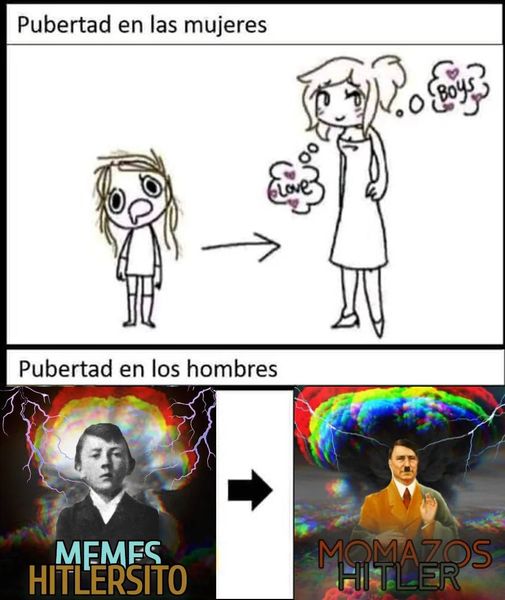 Pubertad en las mujeres
Boys
Love
Pubertad en los hombres
MEMES
HITLERSITO
MOMAZOS
HITLER